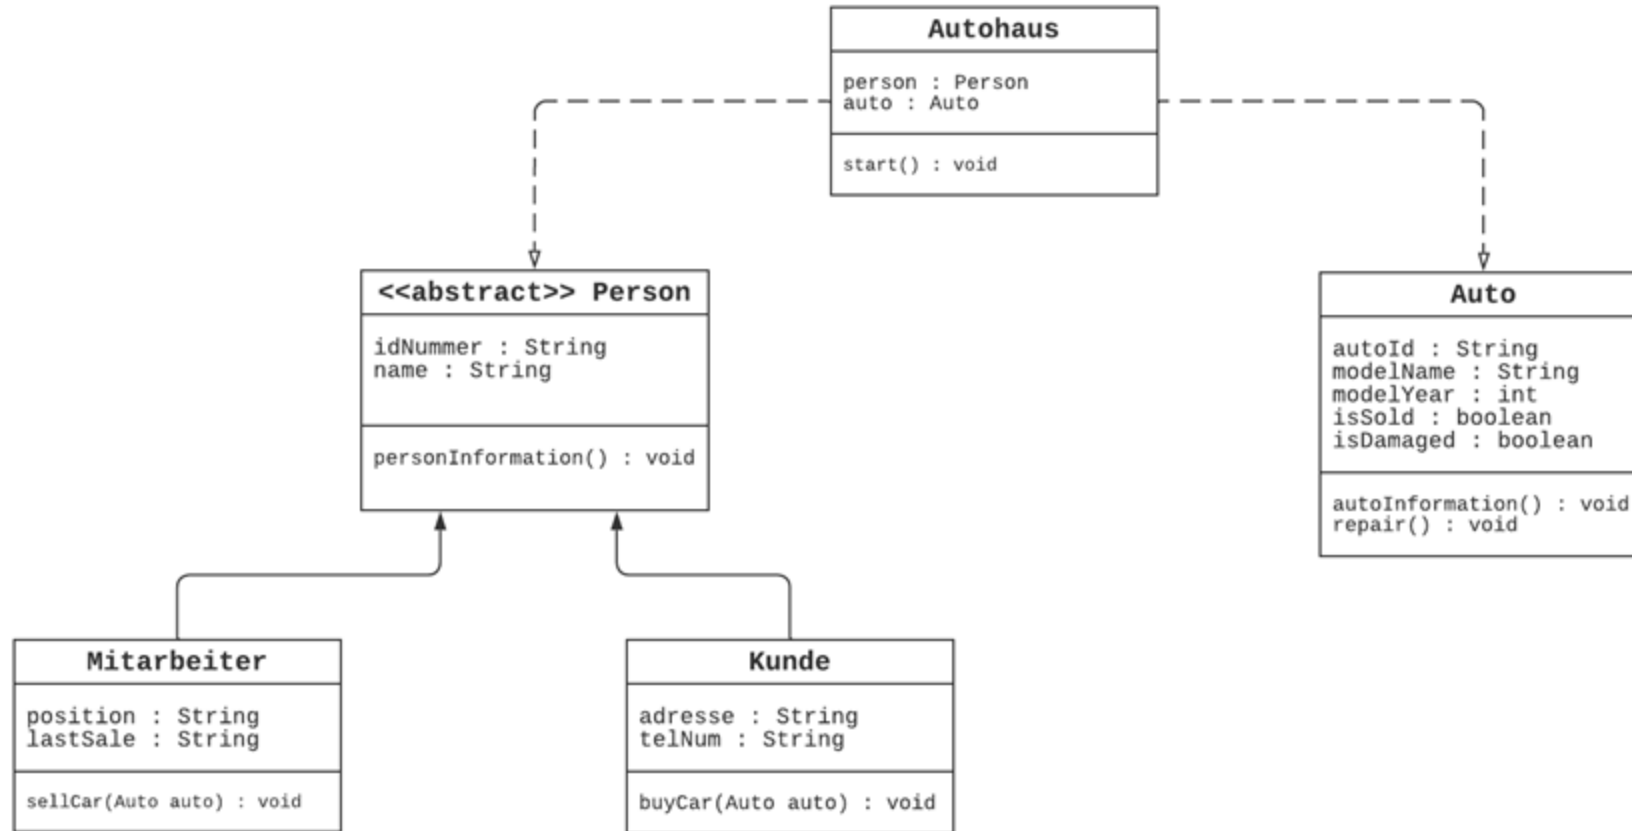 Autohaus
person : Person
auto : Auto
start() : void
<<abstract>> Person
idNummer : String
name : String
personInformation() : void
Auto
autoId : String
modelName : String
modelYear : int
isSold : boolean
isDamaged : boolean
autoInformation() : void
repair() : void
Mitarbeiter
position : String
lastSale : String
sellCar(Auto auto) : void
Kunde
adresse : String
telNum : String
buyCar(Auto auto) : void